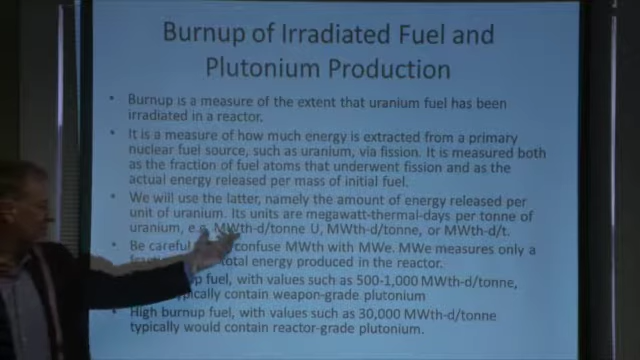 Burnup of Irradiated Fuel and
Plutonium Production
• Burnup is a measure of the extent that uranium fuel has been
irradiated in a reactor.
• It is a measure of how much energy is extracted from a primary
nuclear fuel source, such as uranium, via fission. It is measured both
as the fraction of fuel atoms that underwent fission and as the
actual energy released per mass of initial fuel.
• We will use the latter, namely the amount of energy released per
unit of uranium. Its units are megawatt-thermal-days per tonne of
uranium, e.g. MWth-d/tonne U, MWth-d/tonne, or MWth-d/t.
• Be careful confuse MWth with MWe. MWe measures only a
total energy produced in the reactor.
fuel, with values such as 500-1,000 MWth-d/tonne,
typically contain weapon-grade plutonium
• High burnup fuel, with values such as 30,000 MWth-d/tonne
typically would contain reactor-grade plutonium.